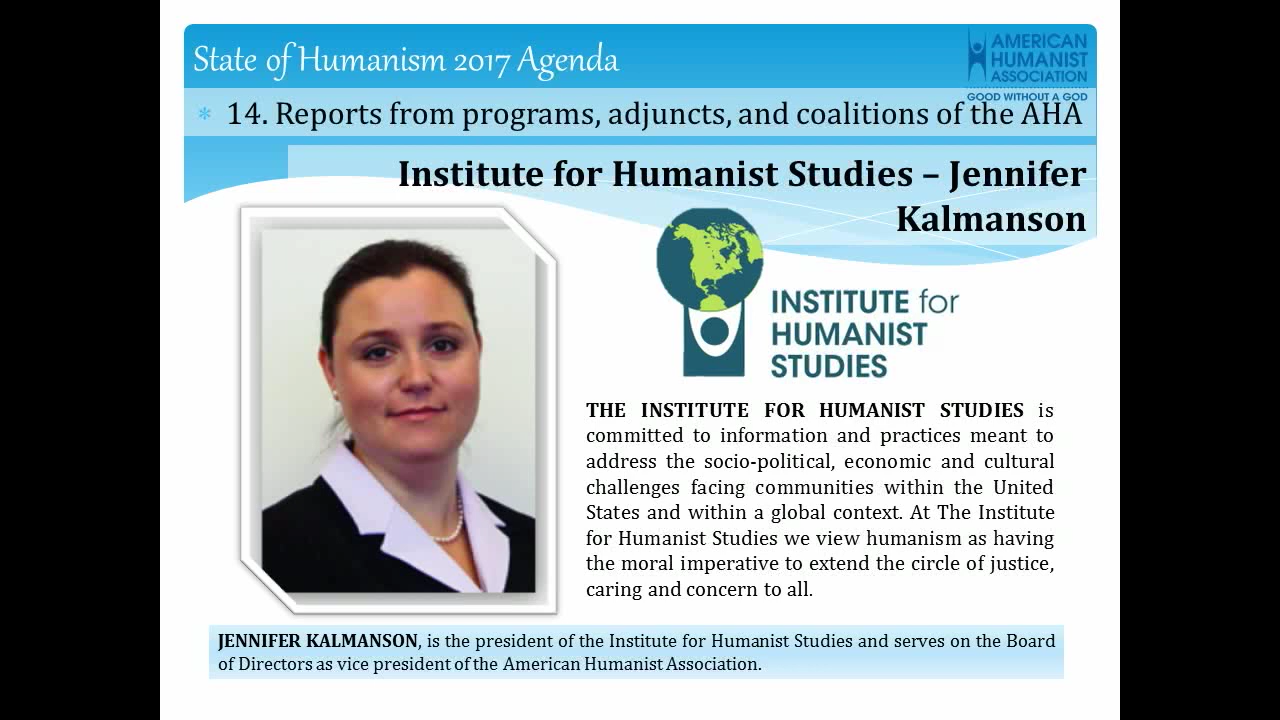 State of Humanism 2017 Agenda
AMERICAN
HUMANIST
ASSOCIATION
GOOD WITHOUT A GOD
* 14. Reports from programs, adjuncts, and coalitions of the AHA
Institute for Humanist Studies – Jennifer
Kalmanson
INSTITUTE for
HUMANIST
STUDIES
THE INSTITUTE FOR HUMANIST STUDIES is
committed to information and practices meant to
address the socio-political, economic and cultural
challenges facing communities within the United
States and within a global context. At The Institute
for Humanist Studies we view humanism as having
the moral imperative to extend the circle of justice,
caring and concern to all.
JENNIFER KALMANSON, is the president of the Institute for Humanist Studies and serves on the Board
of Directors as vice president of the American Humanist Association.